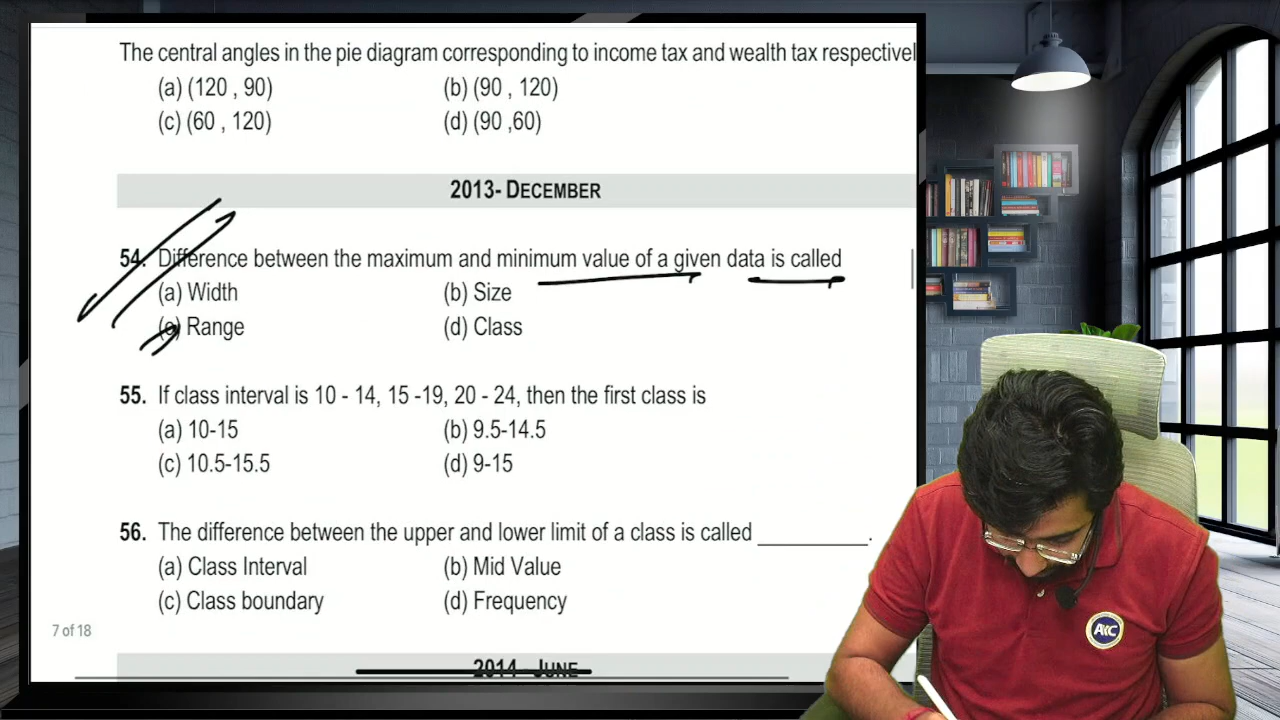 The central angles in the pie diagram corresponding to income tax and wealth tax respectivel
(a) (120 , 90) (b) (90 , 120)
(c) (60 , 120) (d) (90 ,60)
2013- DECEMBER
54. Difference between the maximum and minimum value of a given data is called
(a) Width (b) Size
(c) Range (d) Class
55. If class interval is 10 - 14, 15 -19, 20 - 24, then the first class is
(a) 10-15 (b) 9.5-14.5
(c) 10.5-15.5 (d) 9-15
56. The difference between the upper and lower limit of a class is called __________.
(a) Class Interval (b) Mid Value
(c) Class boundary (d) Frequency
7 of 18
2014 - JUNE
AKC